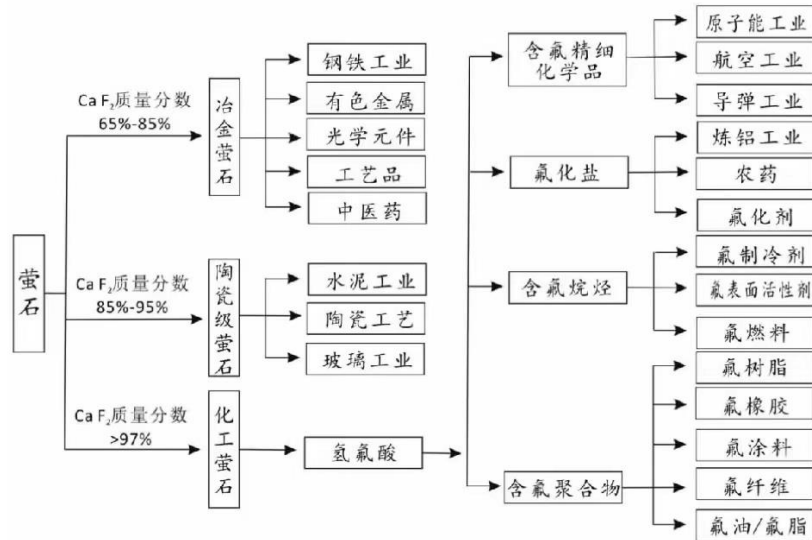 萤石
CaF₂质量分数
65%-85%
冶金萤石
钢铁工业
有色金属
光学元件
工艺品
中医药
CaF₂质量分数
85%-95%
陶瓷级萤石
水泥工业
陶瓷工艺
玻璃工业
CaF₂质量分数
>97%
化工萤石
氢氟酸
含氟精细
化学品
原子能工业
航空工业
导弹工业
氟化盐
炼铝工业
农药
氟化剂
含氟烷烃
氟制冷剂
氟表面活性剂
氟燃料
含氟聚合物
氟树脂
氟橡胶
氟涂料
氟纤维
氟油/氟脂